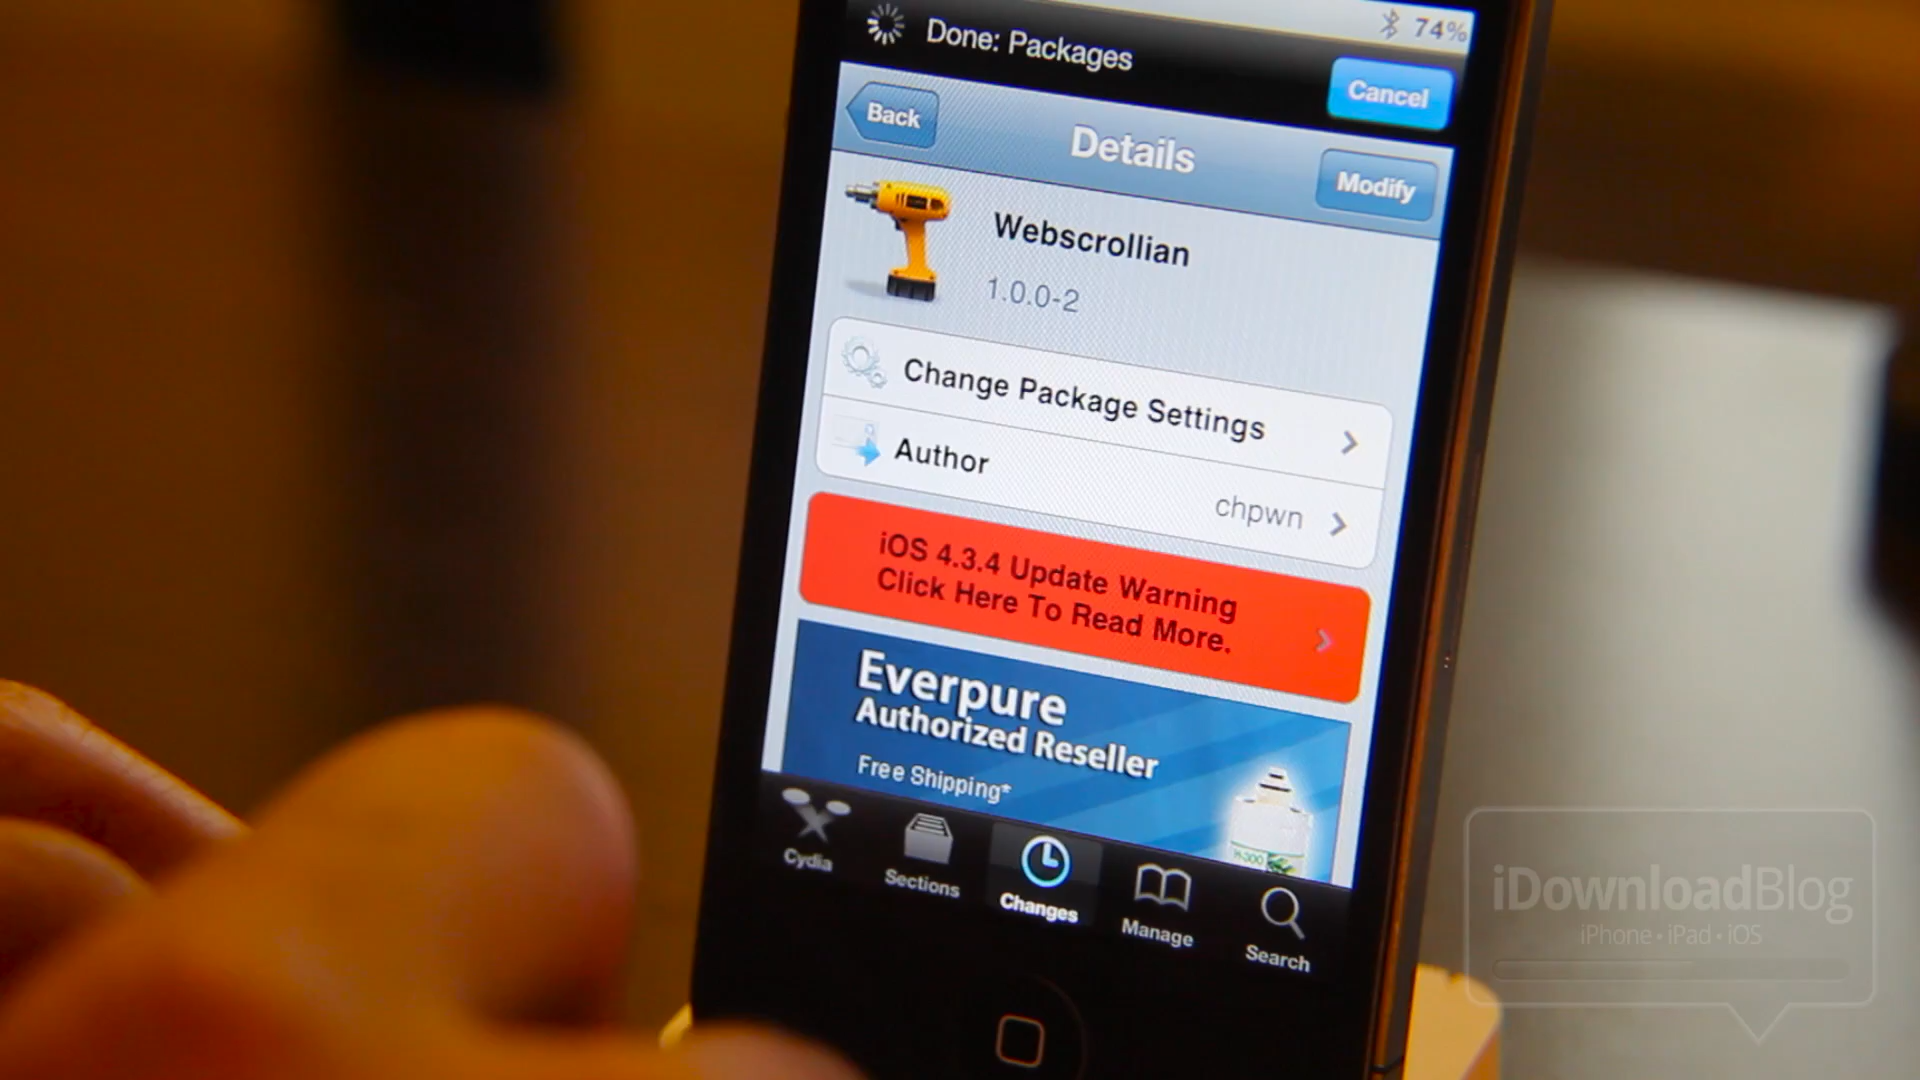 74%
Done: Packages
Cancel
Back
Details
Modify
Webscrollian
1.0.0-2
Change Package Settings
Author
chpwn
iOS 4.3.4 Update Warning
Click Here To Read More.
Everpure
Authorized Reseller
Free Shipping*
H-300
Cydia
Sections
Changes
Manage
Search
iDownloadBlog
iPhone • iPad • iOS